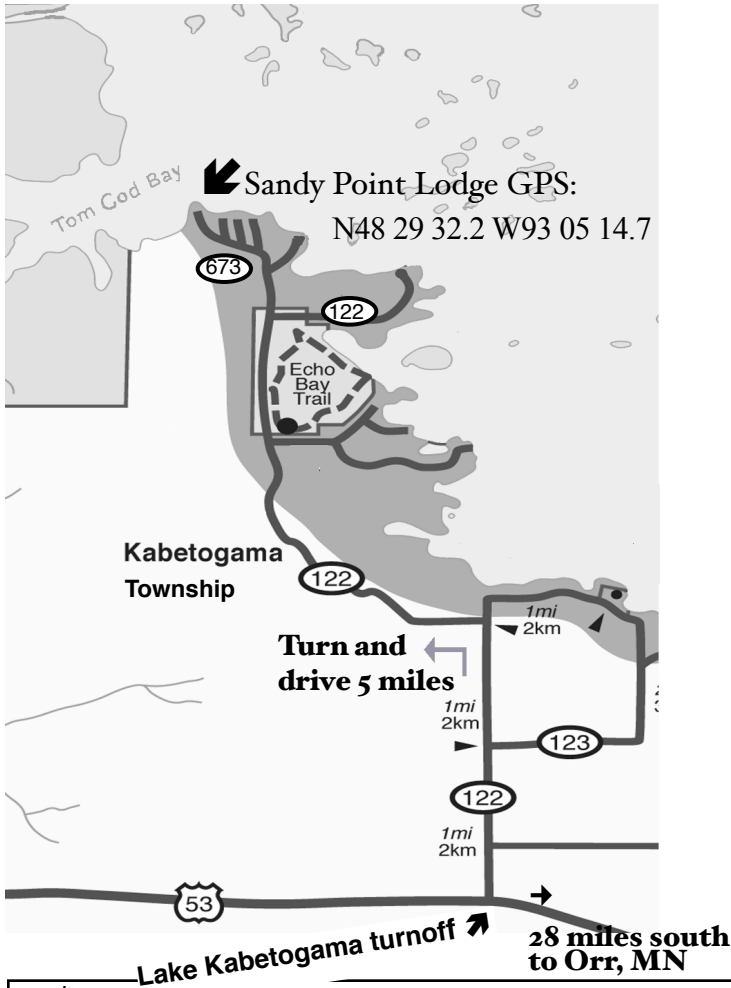 Tom Cod Bay
Sandy Point Lodge GPS:
N48 29 32.2 W93 05 14.7
673
122
Echo
Bay
Trail
Kabetogama
Township
122
1mi
2km
Turn and
drive 5 miles
1mi
2km
123
122
1mi
2km
53
Lake Kabetogama turnoff
28 miles south
to Orr, MN